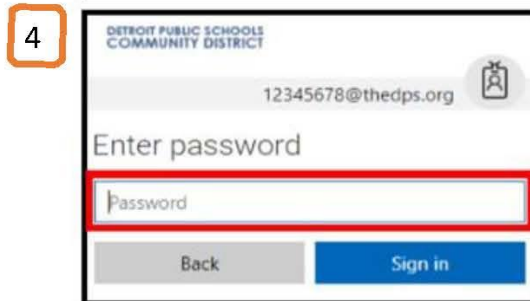 4
DETROIT PUBLIC SCHOOLS
COMMUNITY DISTRICT
12345678@thedps.org
Enter password
Password
Back Sign in